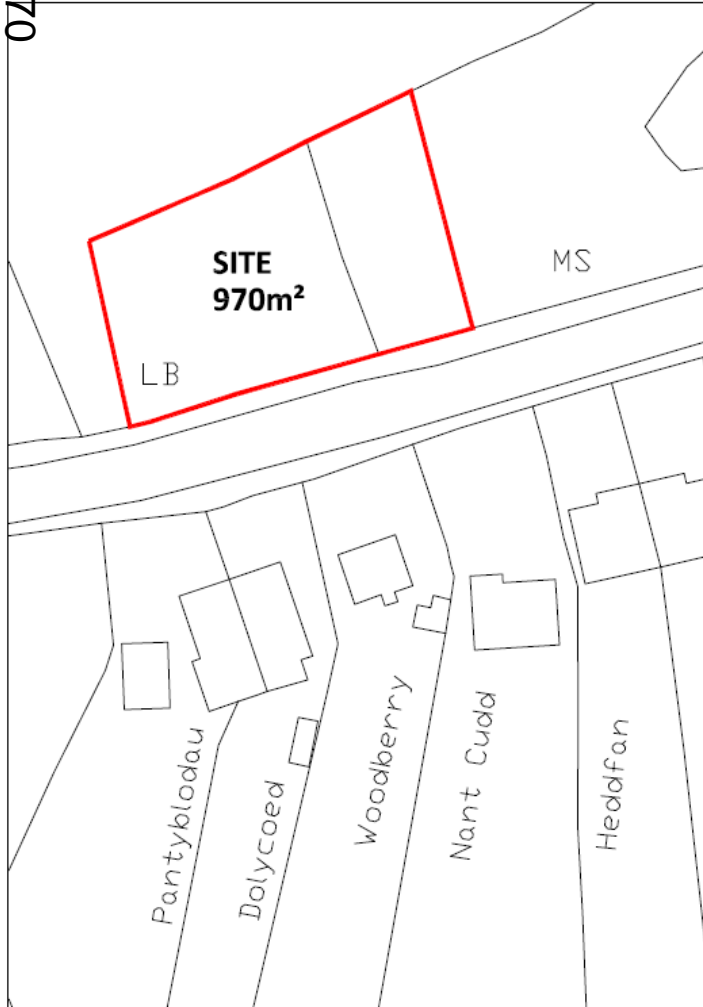 70
SITE
970m²
MS
LB
Pantyblodau
Dolycoed
Woodberry
Nant Cudd
Heddfan